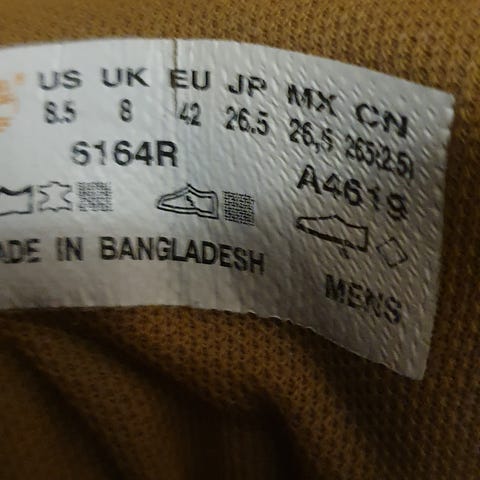 US UK EU JP MX CN
8.5 8 42 26.5 26,5 265(2.5)
6164R A4619
ADE IN BANGLADESH
MENS